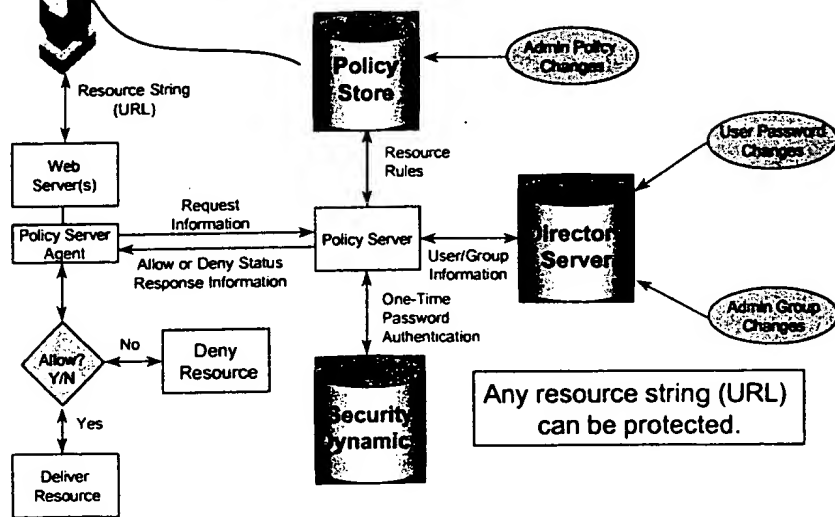 Policy
Store
Admin Policy
Changes
Resource String
(URL)
User Password
Changes
Web
Server(s)
Resource
Rules
Request
Information
Policy Server
Agent
Policy Server
Director
Server
Allow or Deny Status
Response Information
User/Group
Information
One-Time
Password
Authentication
Admin Group
Changes
Allow?
Y/N
No
Deny
Resource
Security
Dynamic
Any resource string (URL)
can be protected.
Yes
Deliver
Resource